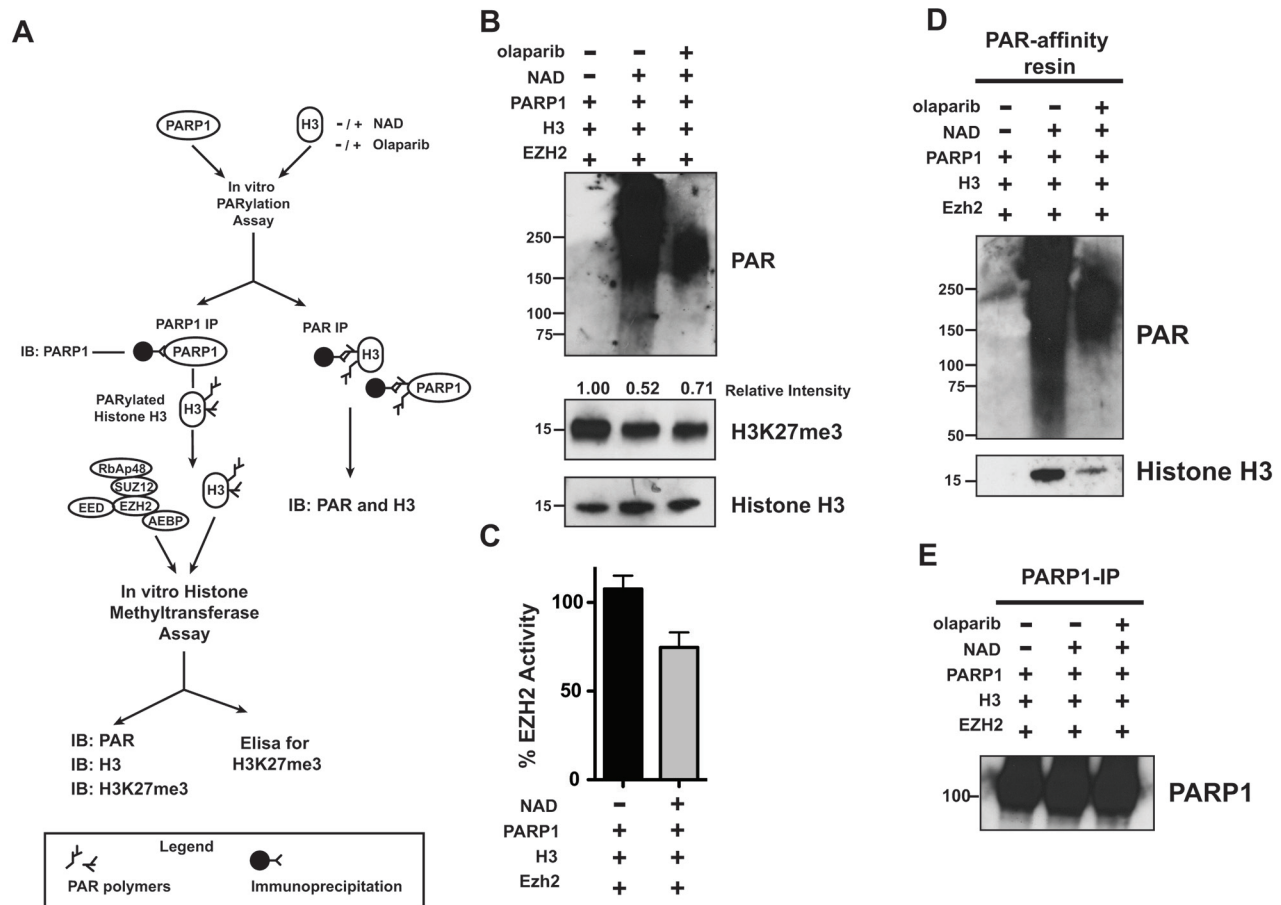 A
PARP1
H3
- / + NAD
- / + Olaparib
In vitro
PARylation
Assay
PARP1 IP
PAR IP
IB: PARP1
PARP1
H3
PARP1
PARylated
Histone H3
H3
RbAp48
SUZ12
EED
EZH2
AEBP
H3
IB: PAR and H3
In vitro Histone
Methyltransferase
Assay
IB: PAR
IB: H3
IB: H3K27me3
Elisa for
H3K27me3
Legend
PAR polymers
Immunoprecipitation
B
olaparib - - +
NAD - + +
PARP1 + + +
H3 + + +
EZH2 + + +
250
150
100
75
PAR
1.00 0.52 0.71 Relative Intensity
15
H3K27me3
15
Histone H3
C
% EZH2 Activity
100
50
0
NAD - +
PARP1 + +
H3 + +
Ezh2 + +
D
PAR-affinity
resin
olaparib - - +
NAD - + +
PARP1 + + +
H3 + + +
Ezh2 + + +
250
150
100
75
50
PAR
15
Histone H3
E
PARP1-IP
olaparib - - +
NAD - + +
PARP1 + + +
H3 + + +
EZH2 + + +
100
PARP1